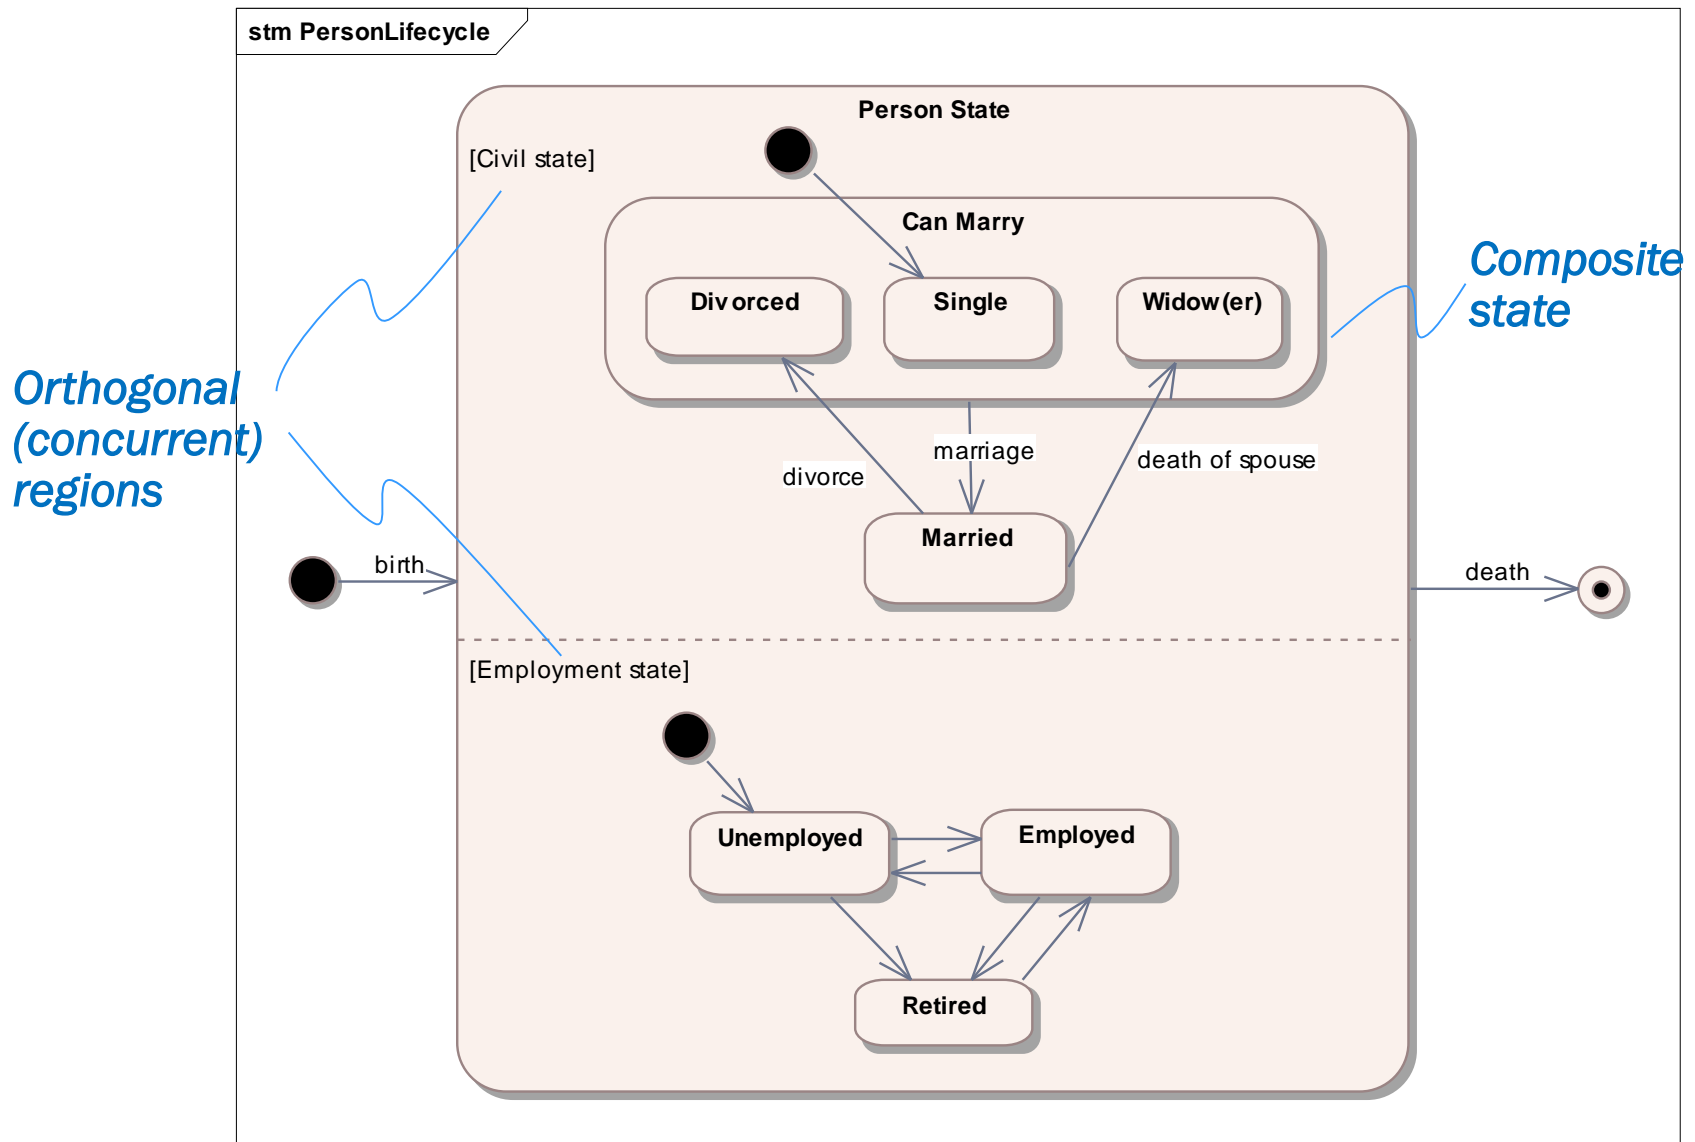 stm PersonLifecycle
Person State
[Civil state]
Can Marry
Divorced
Single
Widow(er)
Composite
state
Orthogonal
(concurrent)
regions
divorce
marriage
death of spouse
Married
birth
death
[Employment state]
Unemployed
Employed
Retired